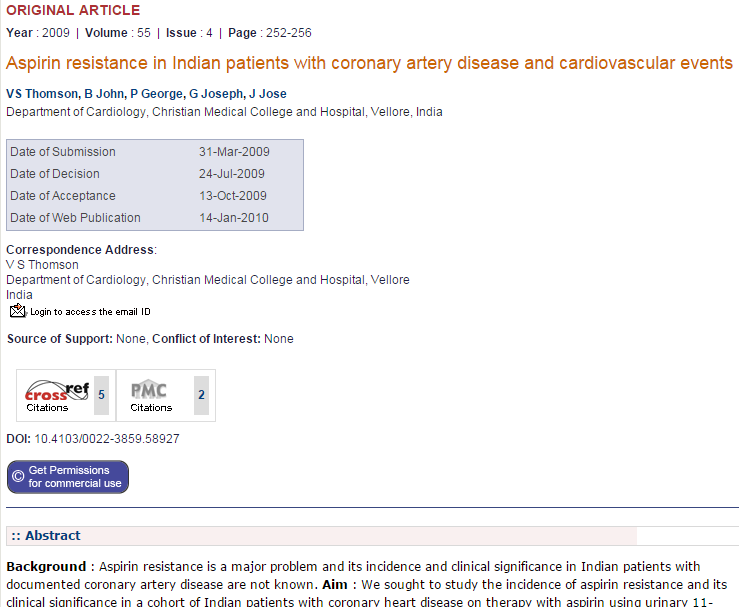 ORIGINAL ARTICLE
Year : 2009 | Volume : 55 | Issue : 4 | Page : 252-256
Aspirin resistance in Indian patients with coronary artery disease and cardiovascular events
VS Thomson, B John, P George, G Joseph, J Jose
Department of Cardiology, Christian Medical College and Hospital, Vellore, India
Date of Submission 31-Mar-2009
Date of Decision 24-Jul-2009
Date of Acceptance 13-Oct-2009
Date of Web Publication 14-Jan-2010
Correspondence Address:
V S Thomson
Department of Cardiology, Christian Medical College and Hospital, Vellore
India
Login to access the email ID
Source of Support: None, Conflict of Interest: None
crossref 5
Citations
PMC 2
Citations
DOI: 10.4103/0022-3859.58927
© Get Permissions
for commercial use
:: Abstract
Background : Aspirin resistance is a major problem and its incidence and clinical significance in Indian patients with
documented coronary artery disease are not known. Aim : We sought to study the incidence of aspirin resistance and its
clinical significance in a cohort of Indian patients with coronary heart disease on therapy with aspirin using urinary 11-